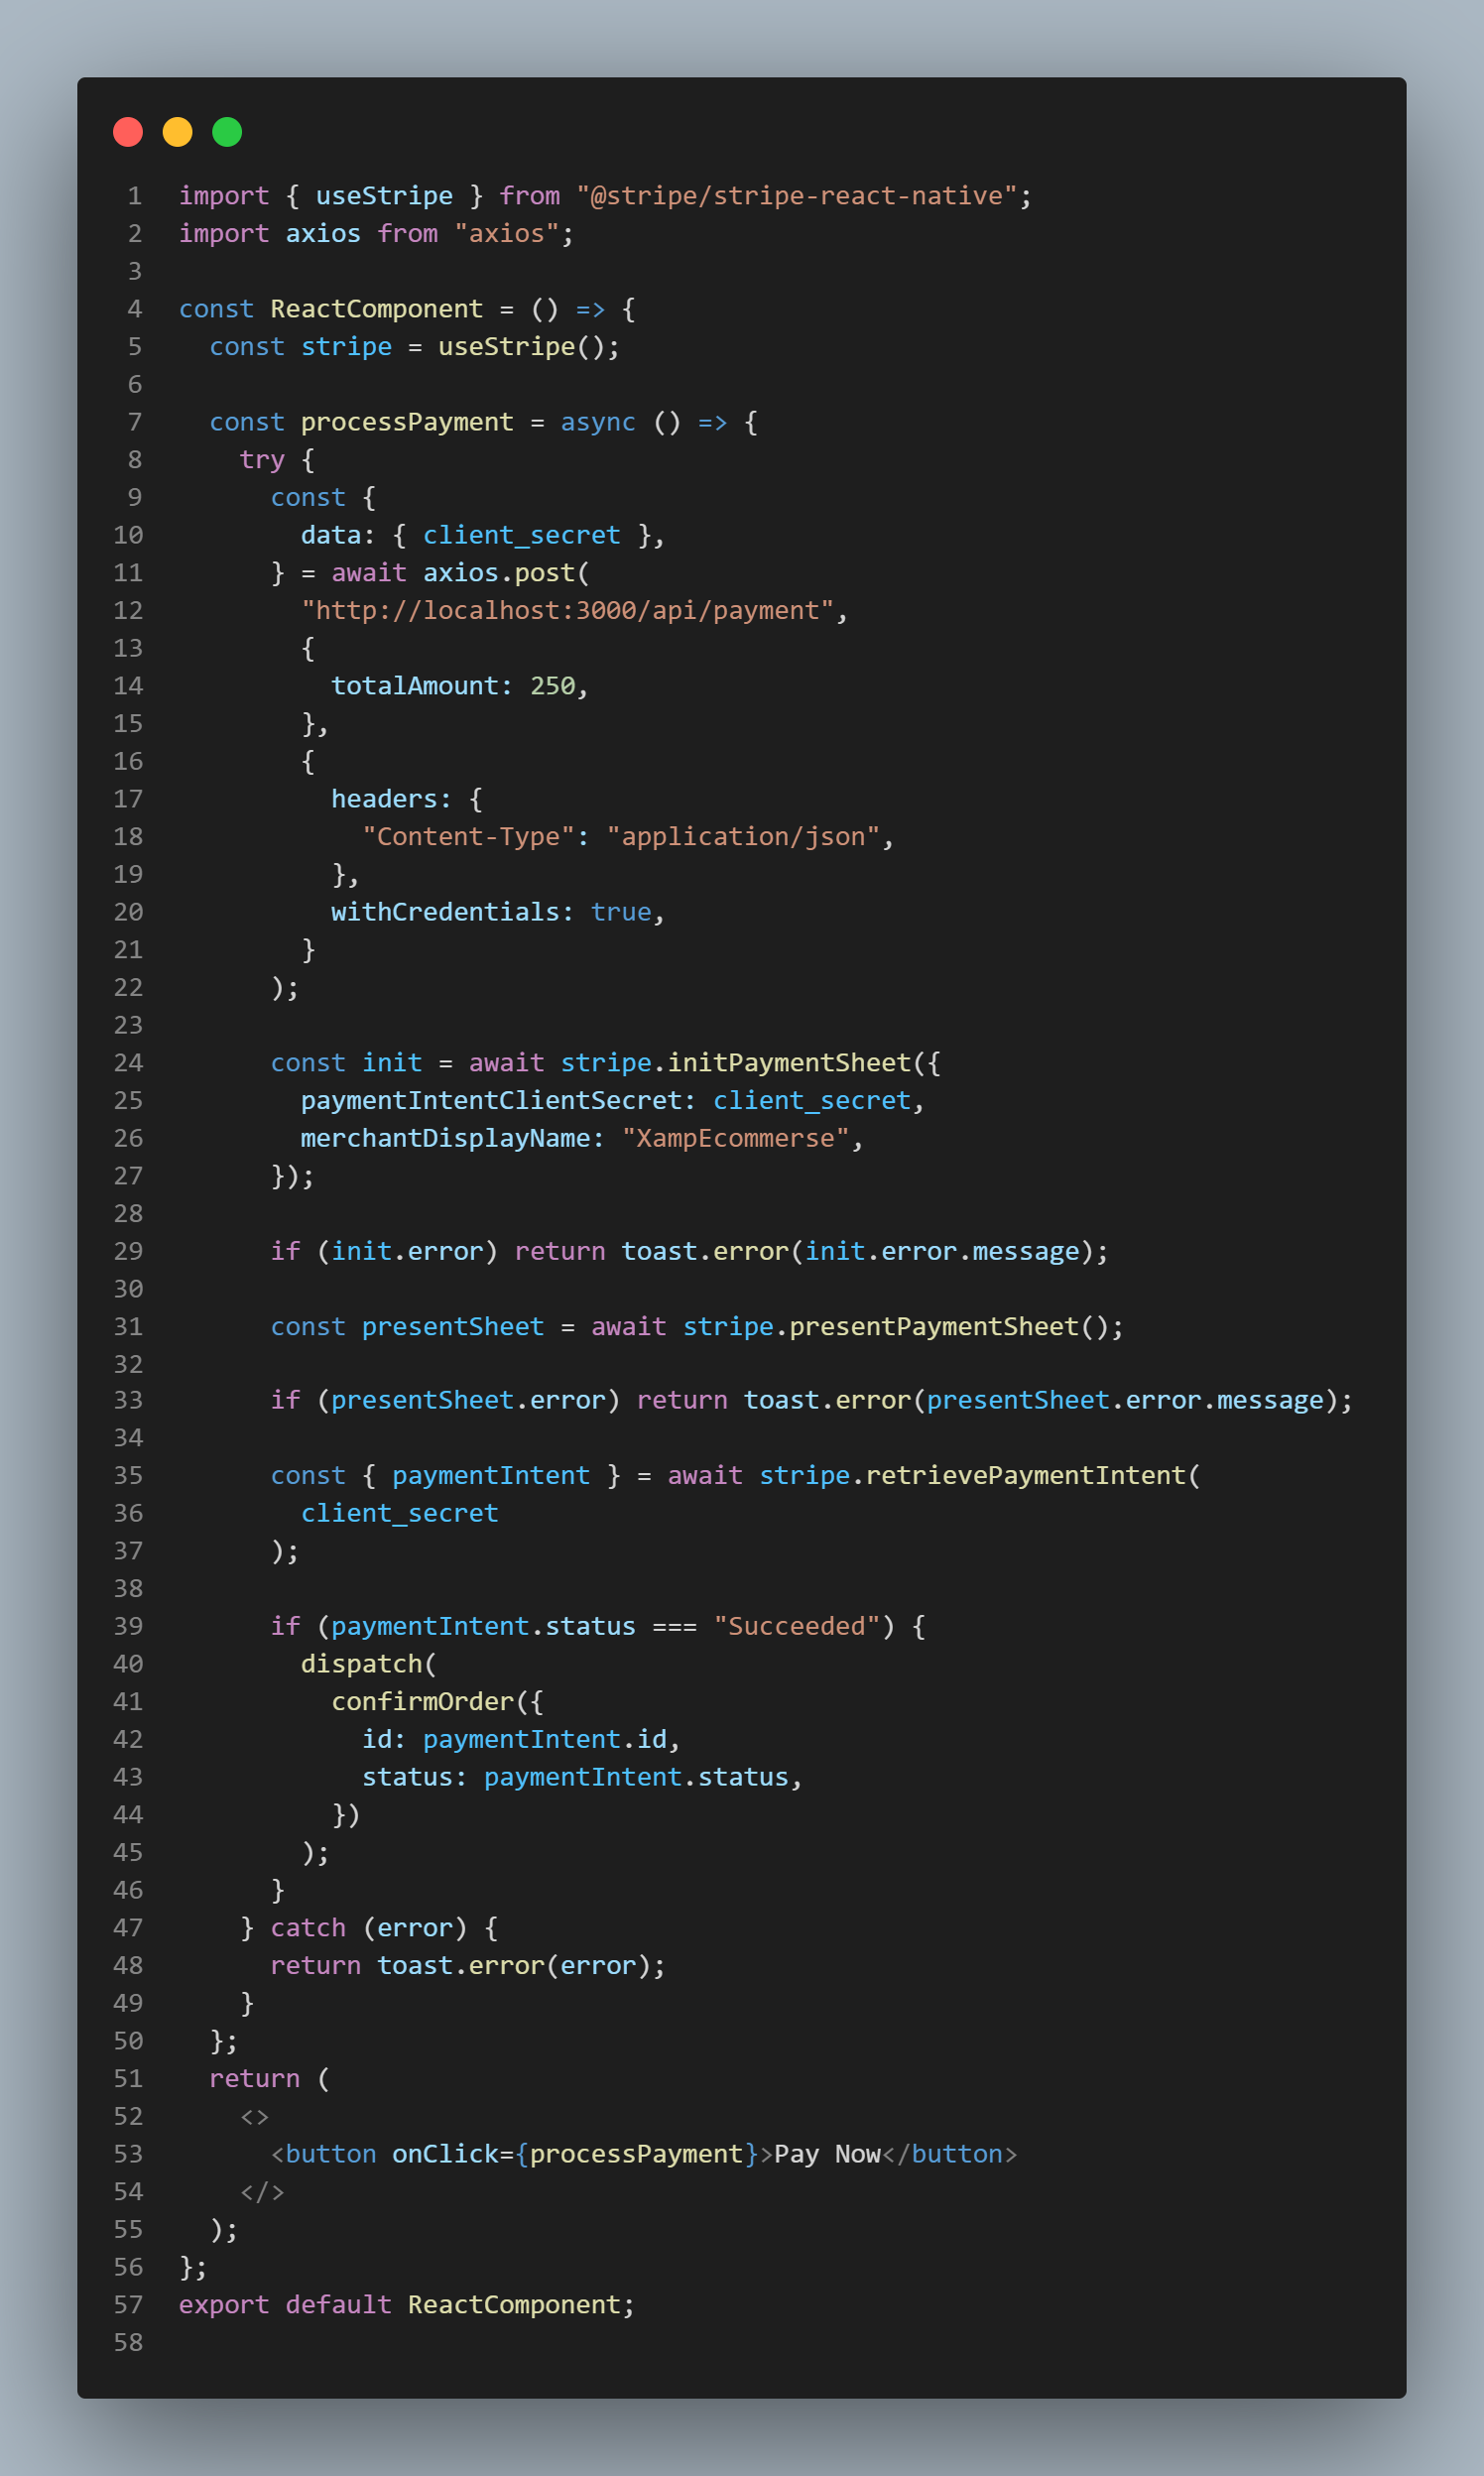 1 import { useStripe } from "@stripe/stripe-react-native";
2 import axios from "axios";
3
4 const ReactComponent = () => {
5   const stripe = useStripe();
6
7   const processPayment = async () => {
8     try {
9       const {
10         data: { client_secret },
11       } = await axios.post(
12         "http://localhost:3000/api/payment",
13         {
14           totalAmount: 250,
15         },
16         {
17           headers: {
18             "Content-Type": "application/json",
19           },
20           withCredentials: true,
21         }
22       );
23
24       const init = await stripe.initPaymentSheet({
25         paymentIntentClientSecret: client_secret,
26         merchantDisplayName: "XampEcommerse",
27       });
28
29       if (init.error) return toast.error(init.error.message);
30
31       const presentSheet = await stripe.presentPaymentSheet();
32
33       if (presentSheet.error) return toast.error(presentSheet.error.message);
34
35       const { paymentIntent } = await stripe.retrievePaymentIntent(
36         client_secret
37       );
38
39       if (paymentIntent.status === "Succeeded") {
40         dispatch(
41           confirmOrder({
42             id: paymentIntent.id,
43             status: paymentIntent.status,
44           })
45         );
46       }
47     } catch (error) {
48       return toast.error(error);
49     }
50   };
51   return (
52     <>
53       <button onClick={processPayment}>Pay Now</button>
54     </>
55   );
56 };
57 export default ReactComponent;
58